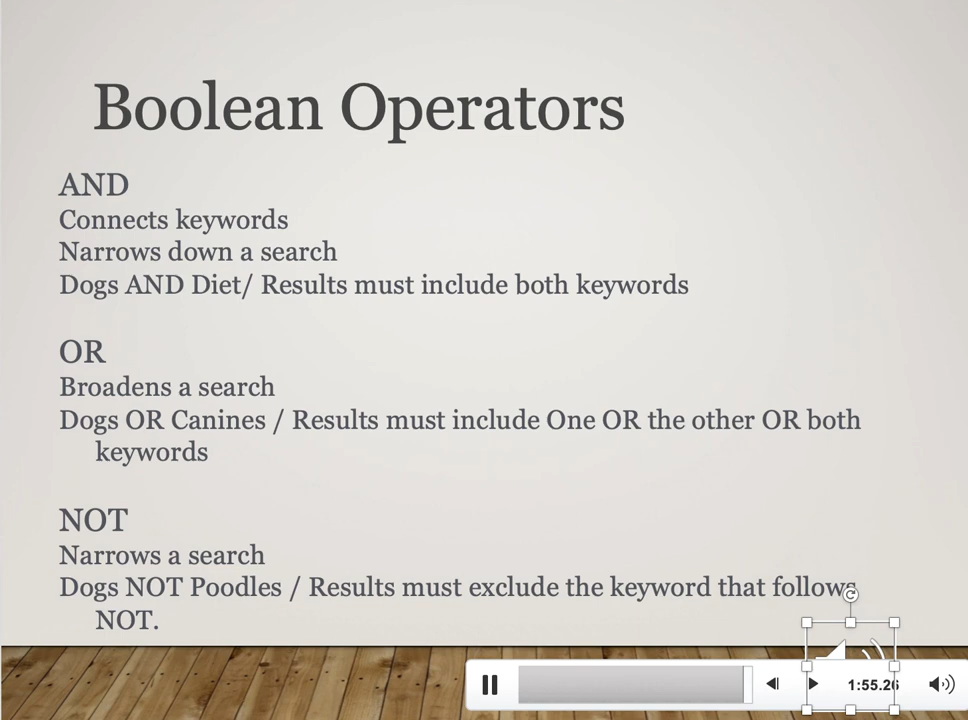 Boolean Operators
AND
Connects keywords
Narrows down a search
Dogs AND Diet/ Results must include both keywords
OR
Broadens a search
Dogs OR Canines / Results must include One OR the other OR both
keywords
NOT
Narrows a search
Dogs NOT Poodles / Results must exclude the keyword that follows
NOT.
1:55.26